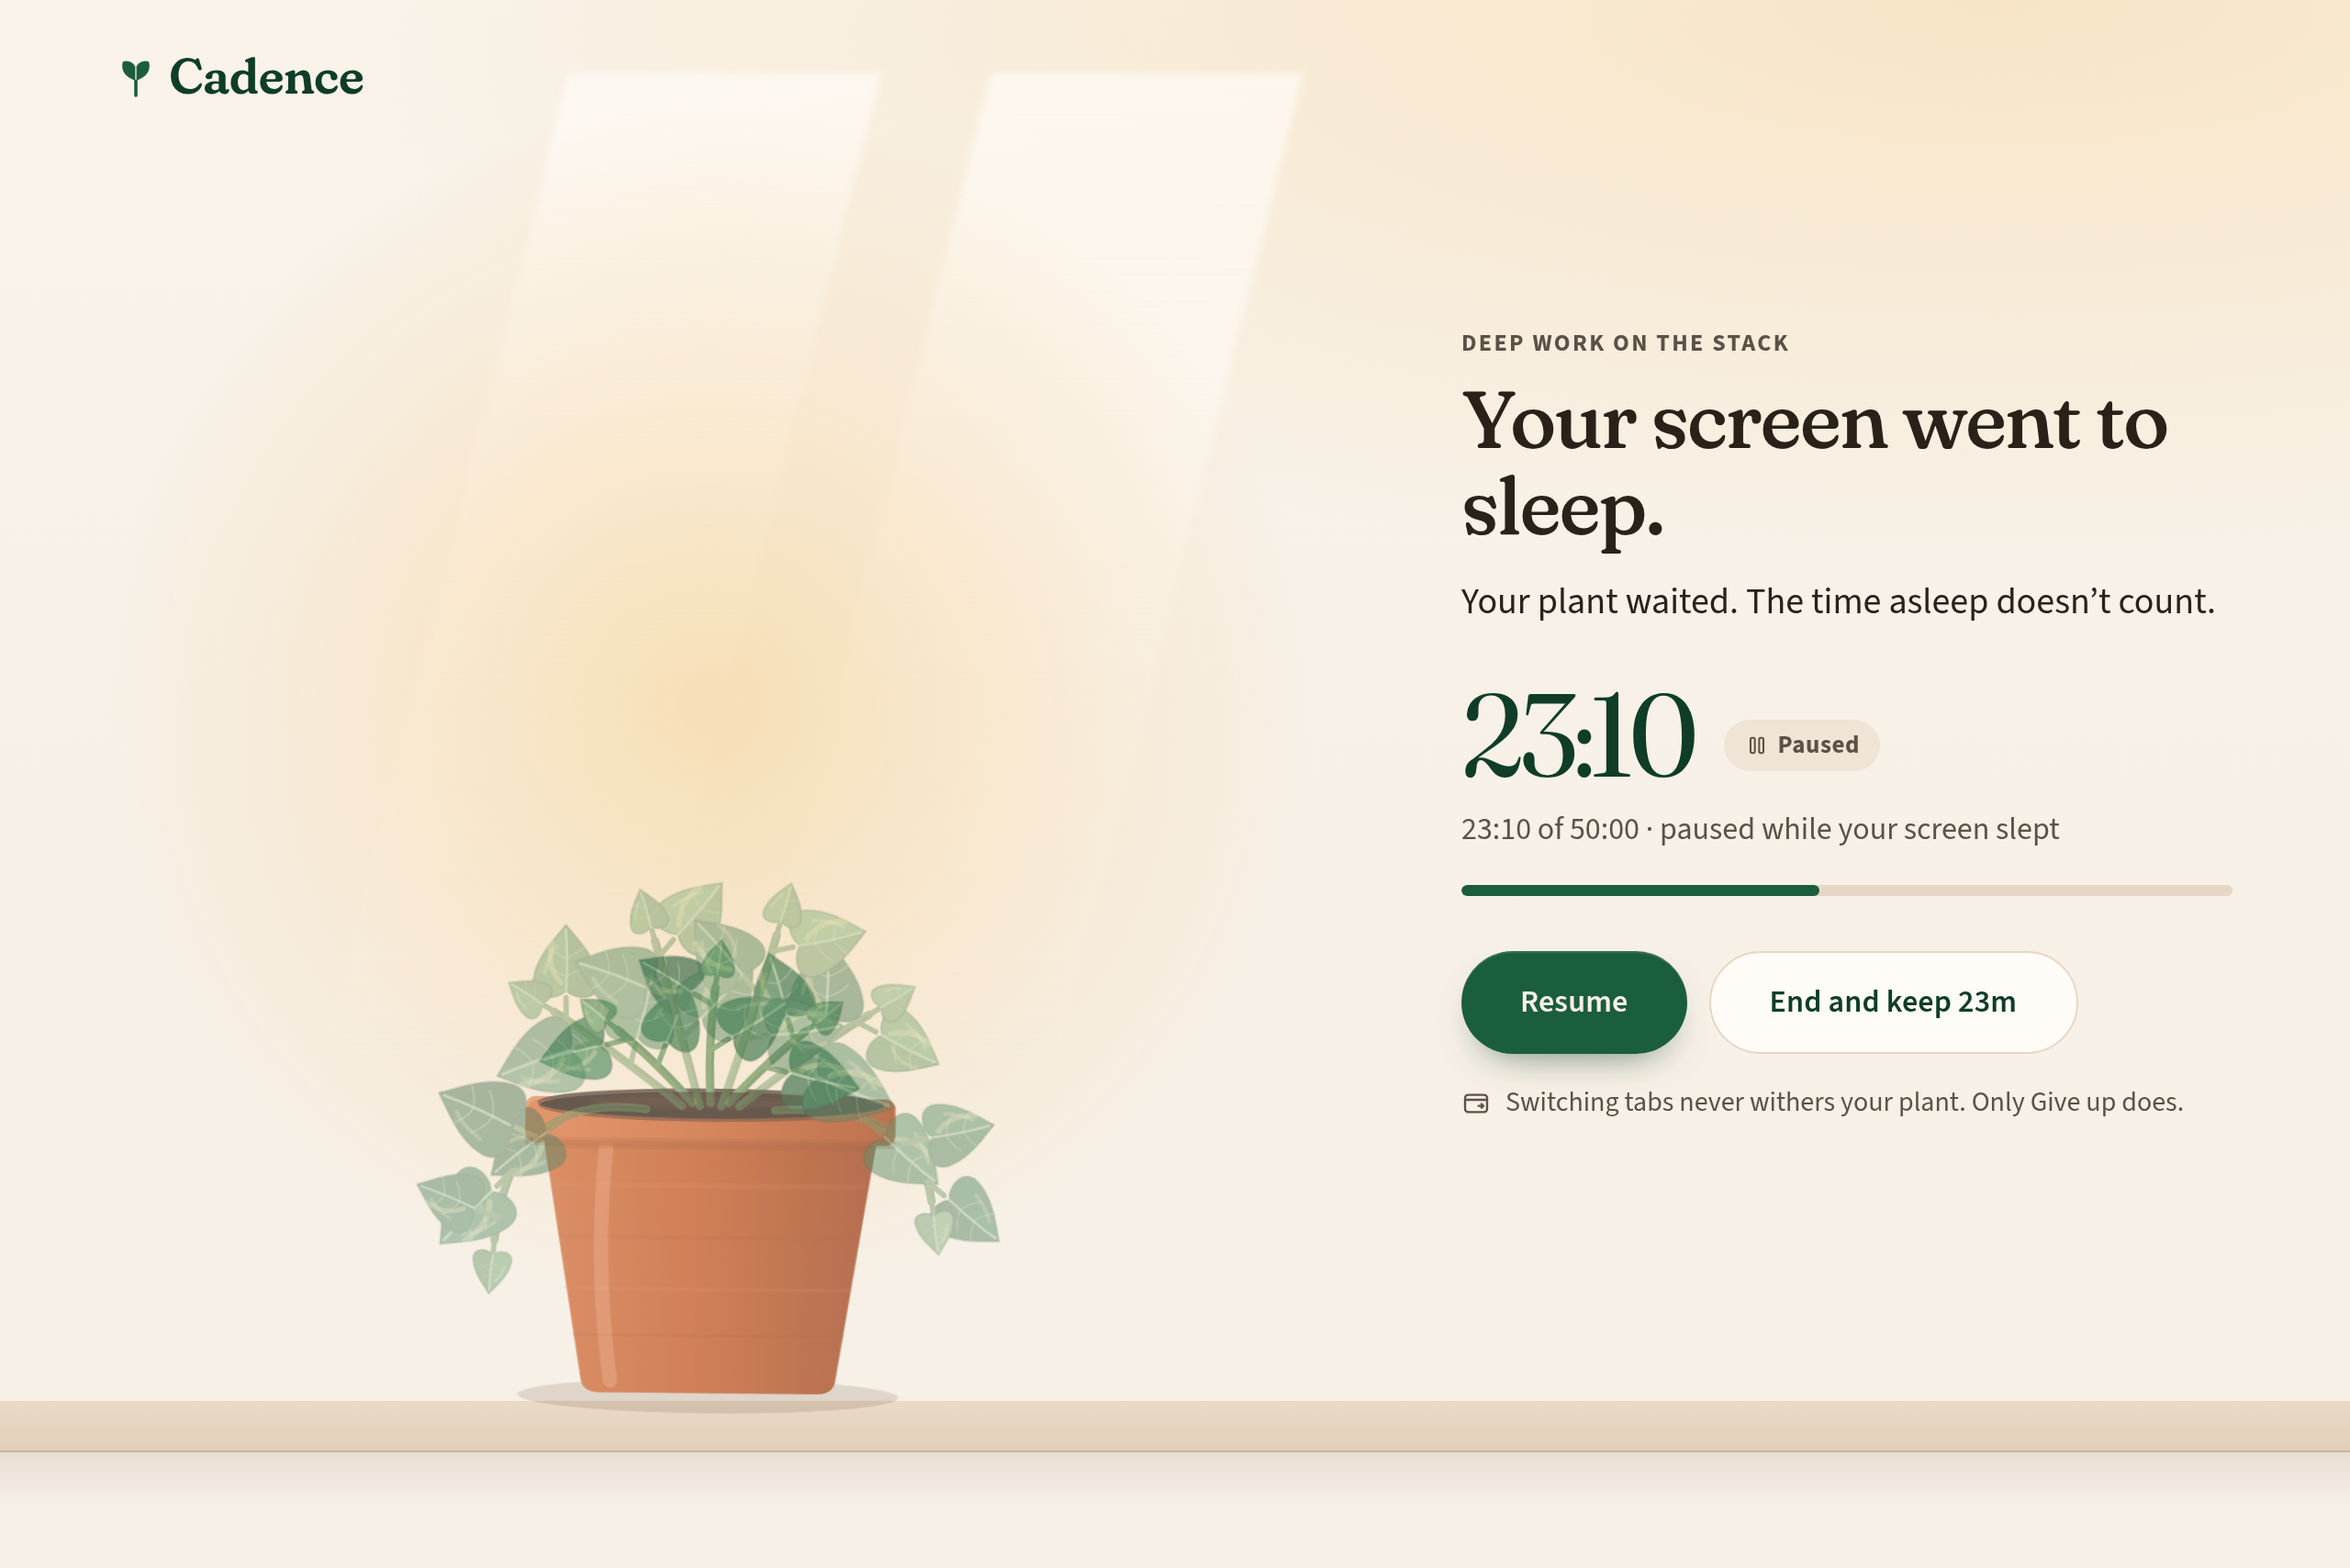 Cadence
DEEP WORK ON THE STACK
Your screen went to
sleep.
Your plant waited. The time asleep doesn’t count.
23:10
Paused
23:10 of 50:00 · paused while your screen slept
Resume
End and keep 23m
Switching tabs never withers your plant. Only Give up does.